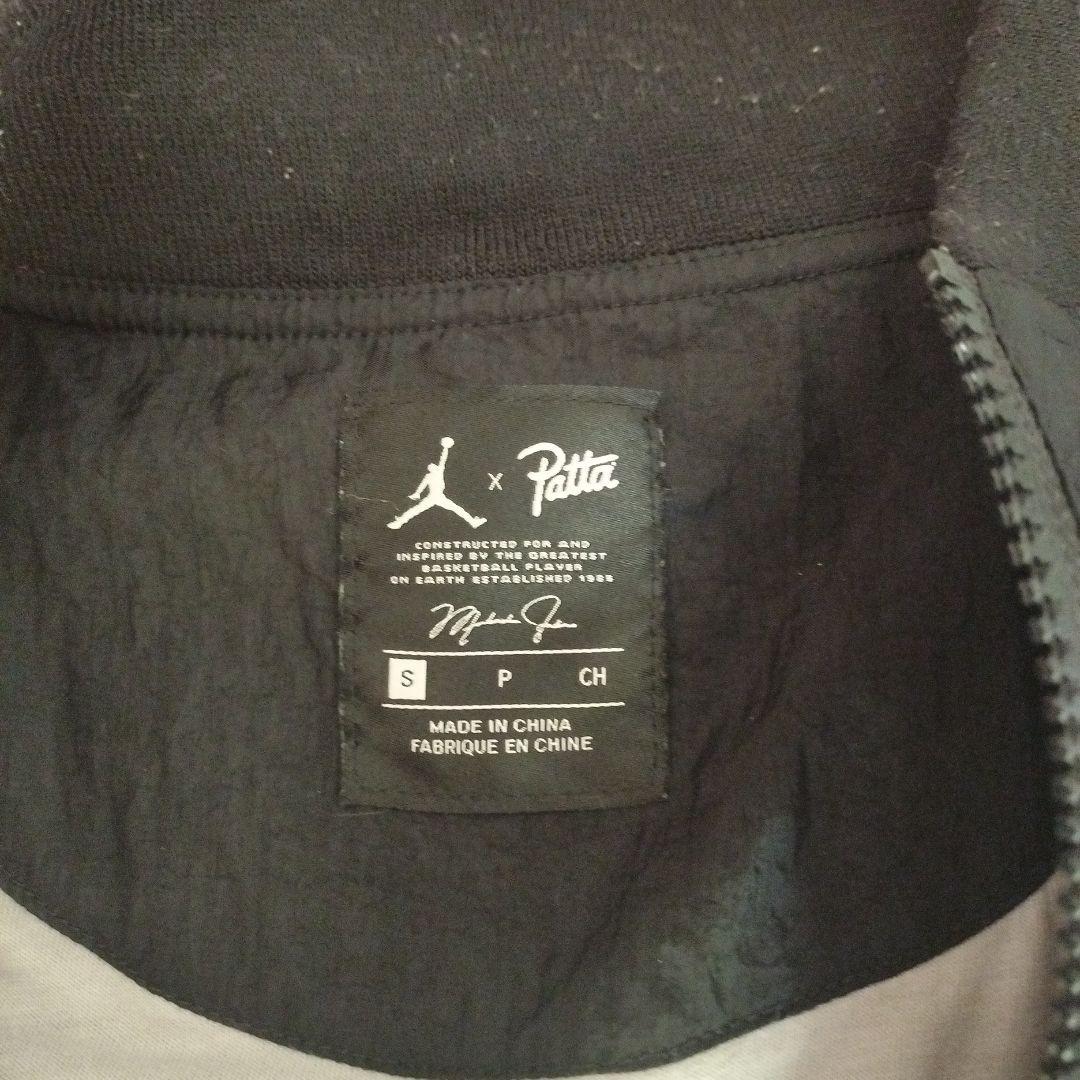 x Patta
CONSTRUCTED FOR AND
INSPIRED BY THE GREATEST
BASKETBALL PLAYER
ON EARTH ESTABLISHED 1985
S P CH
MADE IN CHINA
FABRIQUE EN CHINE